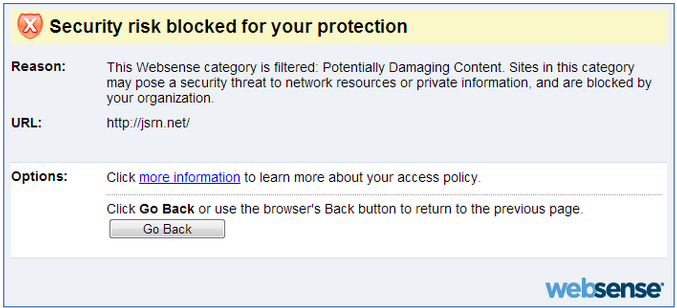 Security risk blocked for your protection
Reason: This Websense category is filtered: Potentially Damaging Content. Sites in this category
may pose a security threat to network resources or private information, and are blocked by
your organization.
URL: http://jsrn.net/
Options: Click more information to learn more about your access policy.
Click Go Back or use the browser's Back button to return to the previous page.
Go Back
websense